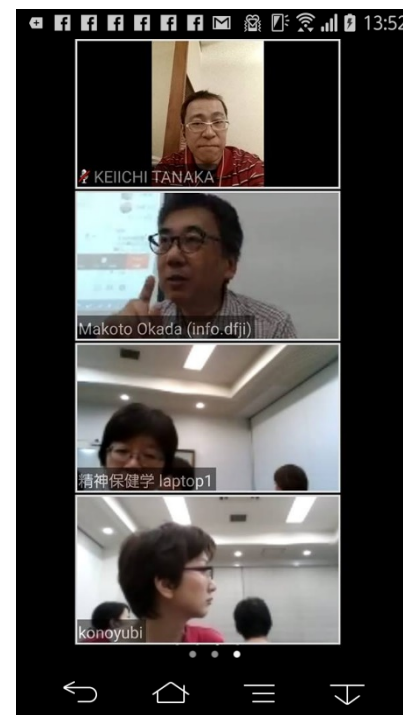 13:52
KEIICHI TANAKA
Makoto Okada (info.dfji)
精神保健学 laptop1
konoyubi